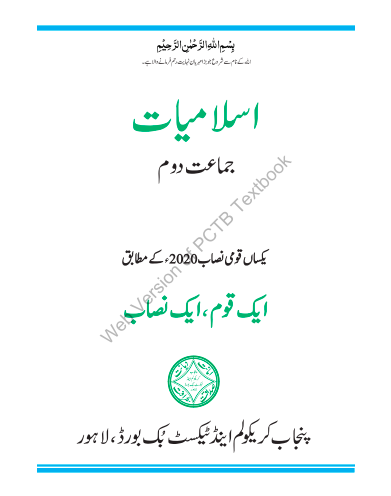 بِسْمِ اللهِ الرَّحْمٰنِ الرَّحِيْمِ
اللہ کے نام سے شروع جو بڑا مہربان نہایت رحم فرمانے والا ہے۔
اسلامیات
جماعت دوم
یکساں قومی نصاب 2020ء کے مطابق
ایک قوم، ایک نصاب
پنجاب کریکولم اینڈ ٹیکسٹ بُک بورڈ، لاہور
Web Version of PCTB Textbook